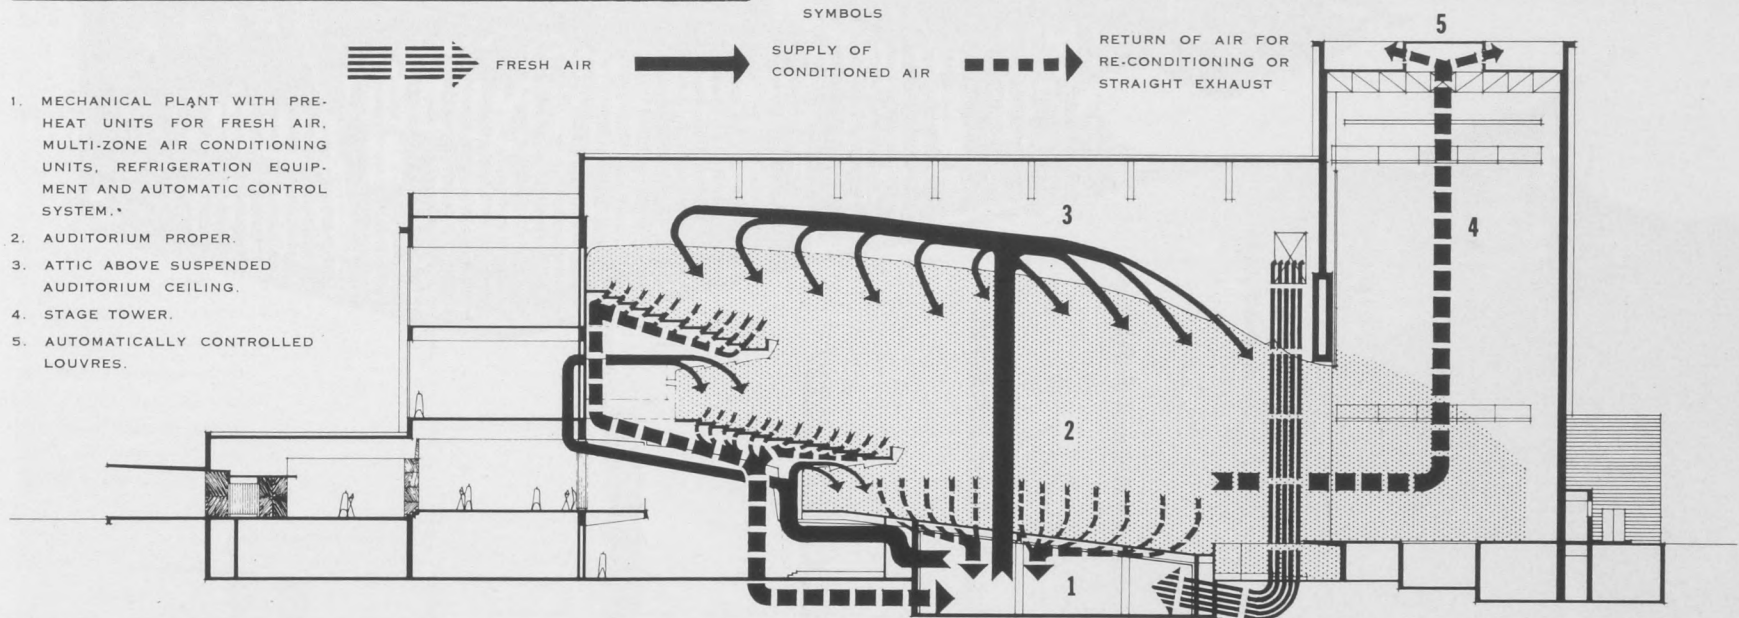 SYMBOLS
FRESH AIR
SUPPLY OF
CONDITIONED AIR
RETURN OF AIR FOR
RE-CONDITIONING OR
STRAIGHT EXHAUST
1. MECHANICAL PLANT WITH PRE-
HEAT UNITS FOR FRESH AIR,
MULTI-ZONE AIR CONDITIONING
UNITS, REFRIGERATION EQUIP-
MENT AND AUTOMATIC CONTROL
SYSTEM.
2. AUDITORIUM PROPER.
3. ATTIC ABOVE SUSPENDED
AUDITORIUM CEILING.
4. STAGE TOWER.
5. AUTOMATICALLY CONTROLLED
LOUVRES.
5
3
4
2
1